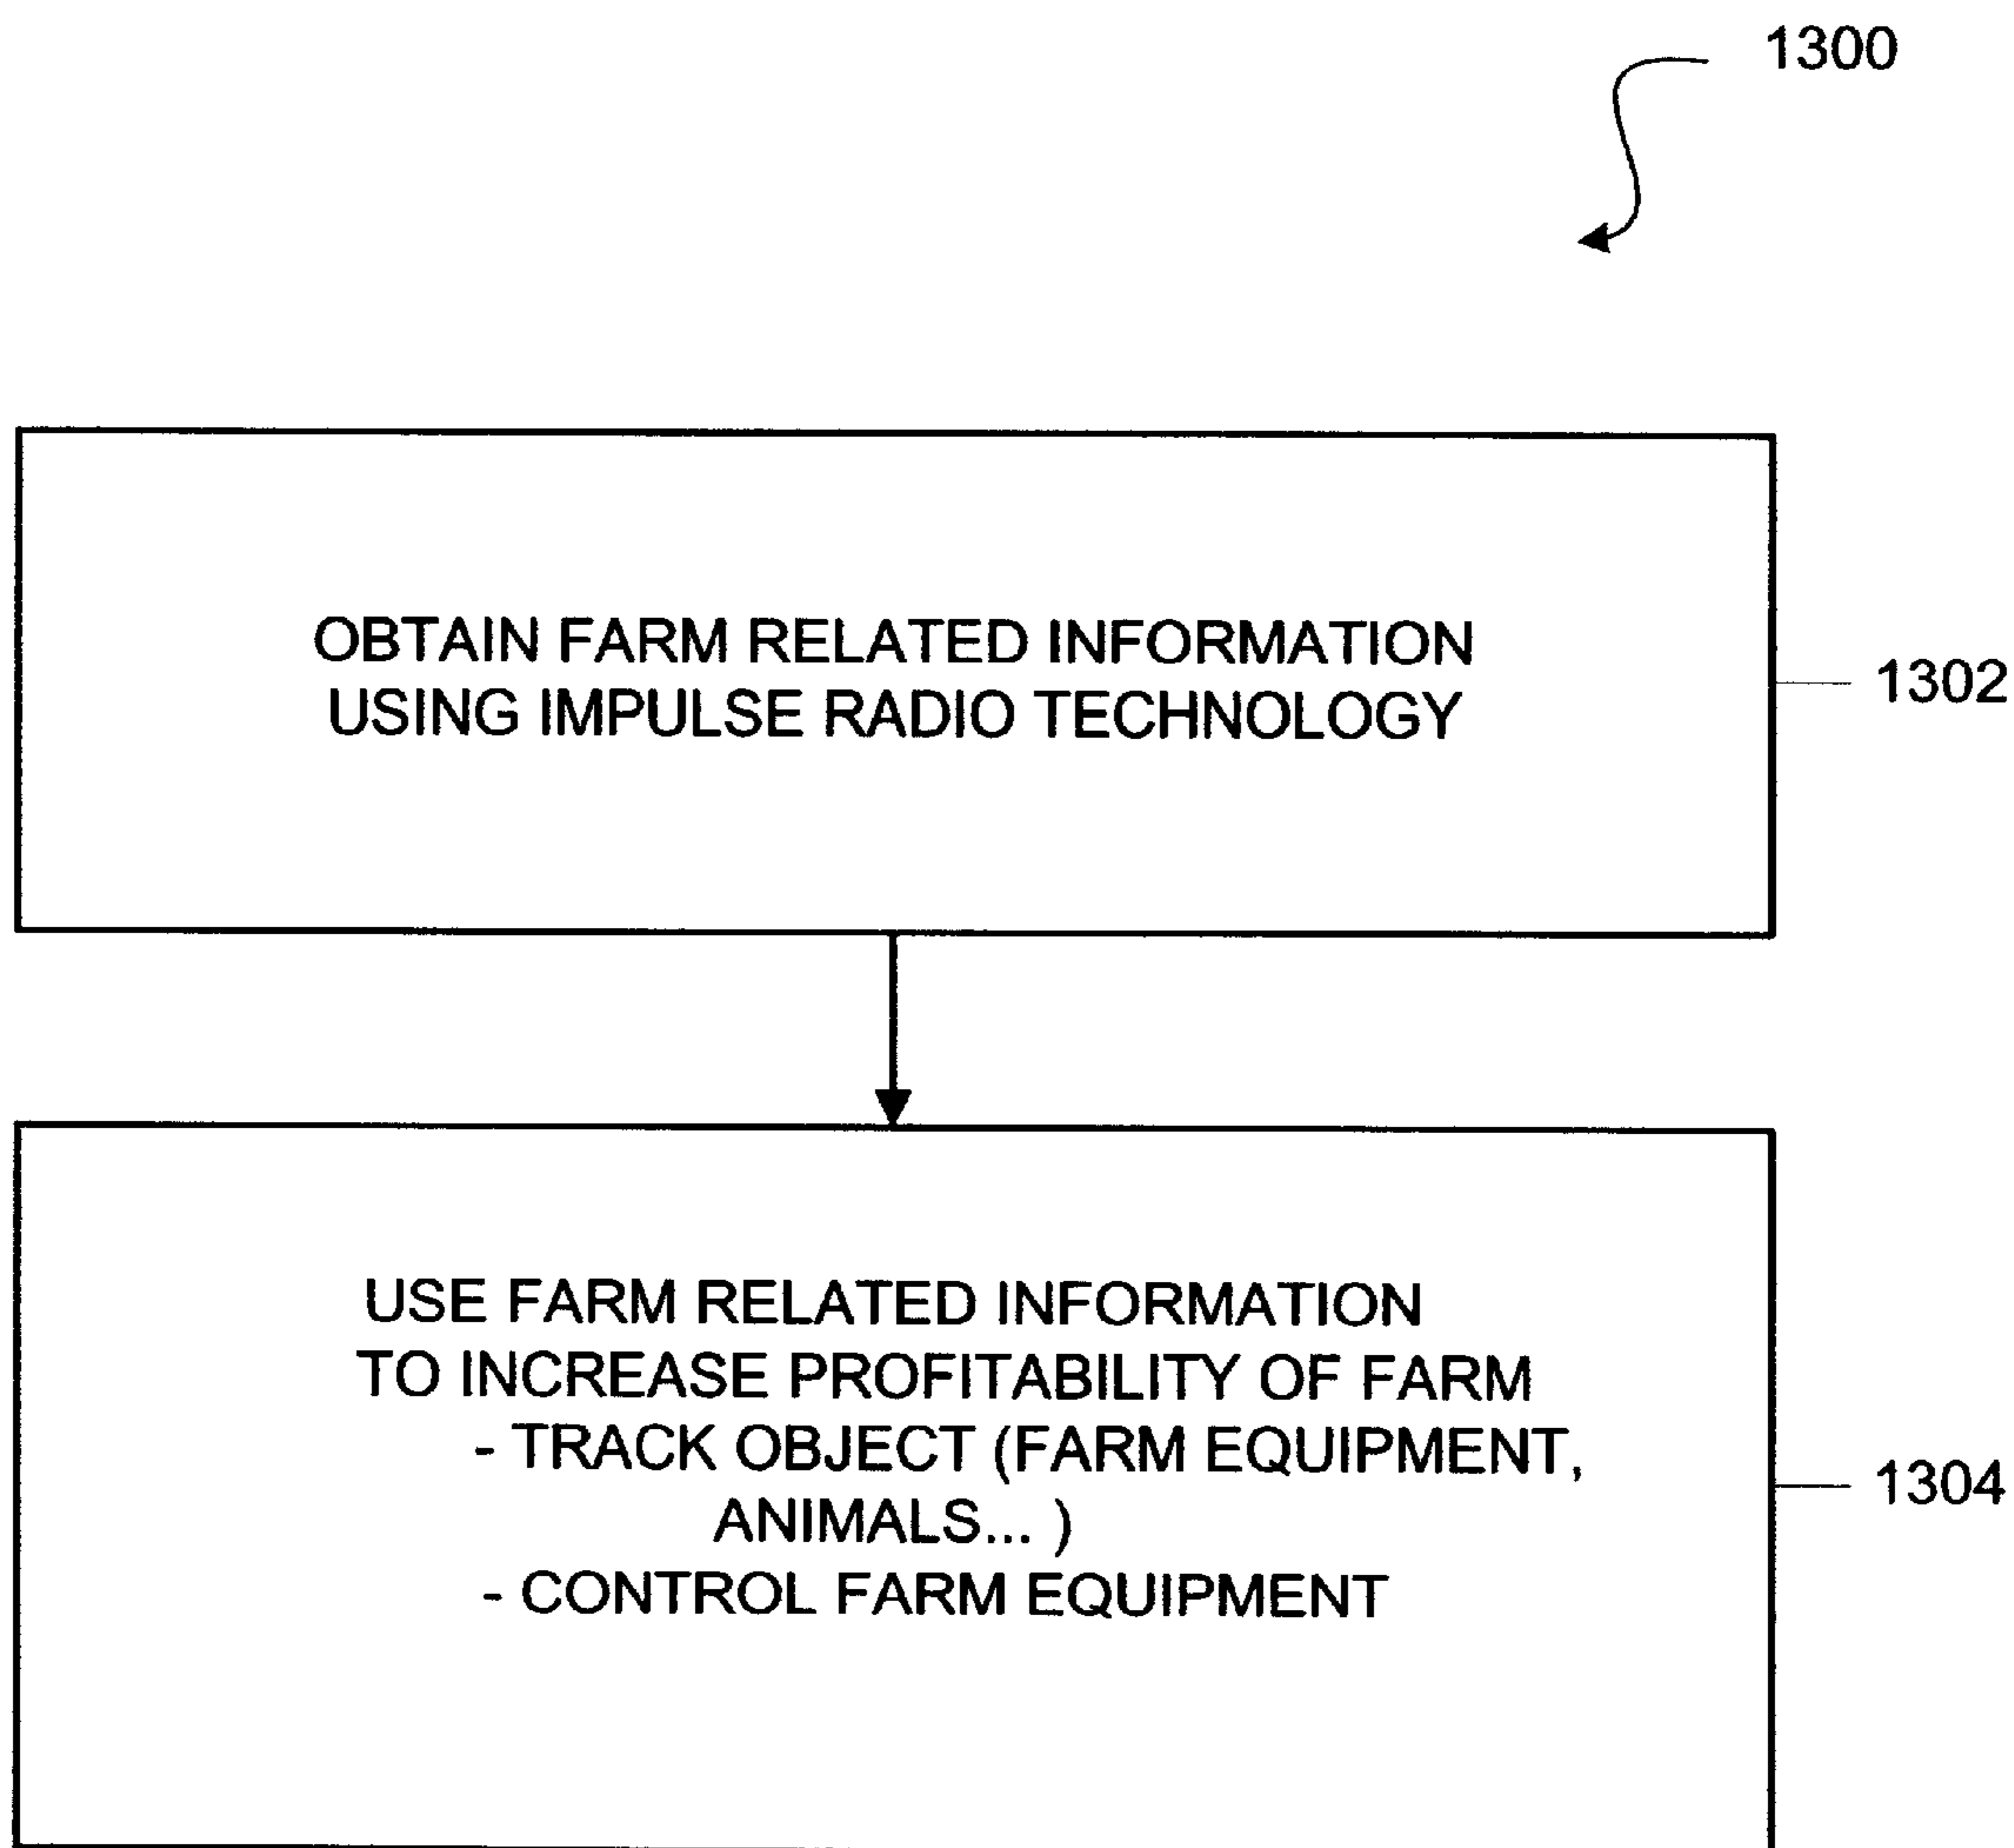 1300
OBTAIN FARM RELATED INFORMATION
USING IMPULSE RADIO TECHNOLOGY
1302
USE FARM RELATED INFORMATION
TO INCREASE PROFITABILITY OF FARM
- TRACK OBJECT (FARM EQUIPMENT,
ANIMALS... )
- CONTROL FARM EQUIPMENT
1304